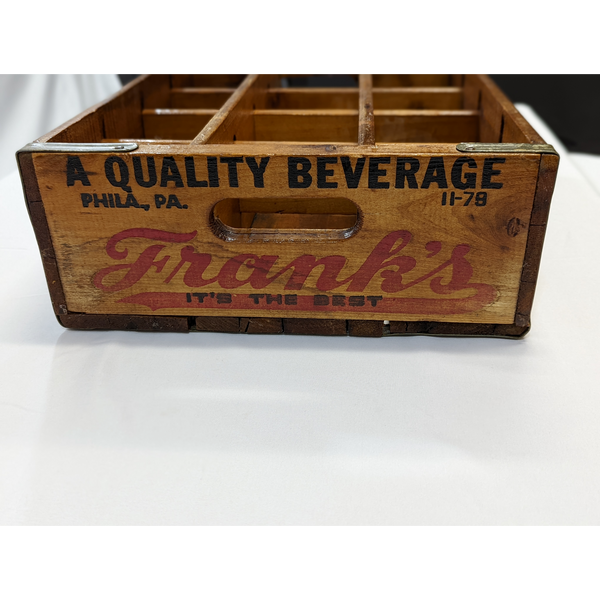 A QUALITY BEVERAGE
PHILA., PA. 11-79
Frank's
IT'S THE BEST